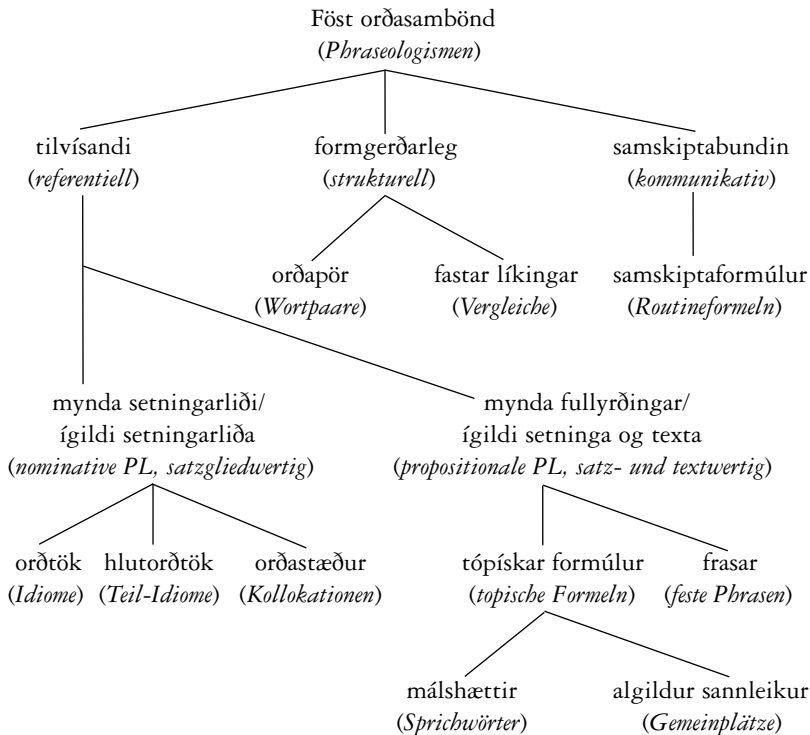 Föst orðasambönd
(Phraseologismen)
tilvísandi
(referentiell)
formgerðarleg
(strukturell)
samskiptabundin
(kommunikativ)
orðapör
(Wortpaare)
fastar líkingar
(Vergleiche)
samskiptaformúlur
(Routineformeln)
mynda setningarliði/
ígildi setningarliða
(nominative PL, satzgliedwertig)
mynda fullyrðingar/
ígildi setninga og texta
(propositionale PL, satz- und textwertig)
orðtök
(Idiome)
hlutorðtök
(Teil-Idiome)
orðastæður
(Kollokationen)
tópískar formúlur
(topische Formeln)
frasar
(feste Phrasen)
málshættir
(Sprichwörter)
algildur sannleikur
(Gemeinplätze)